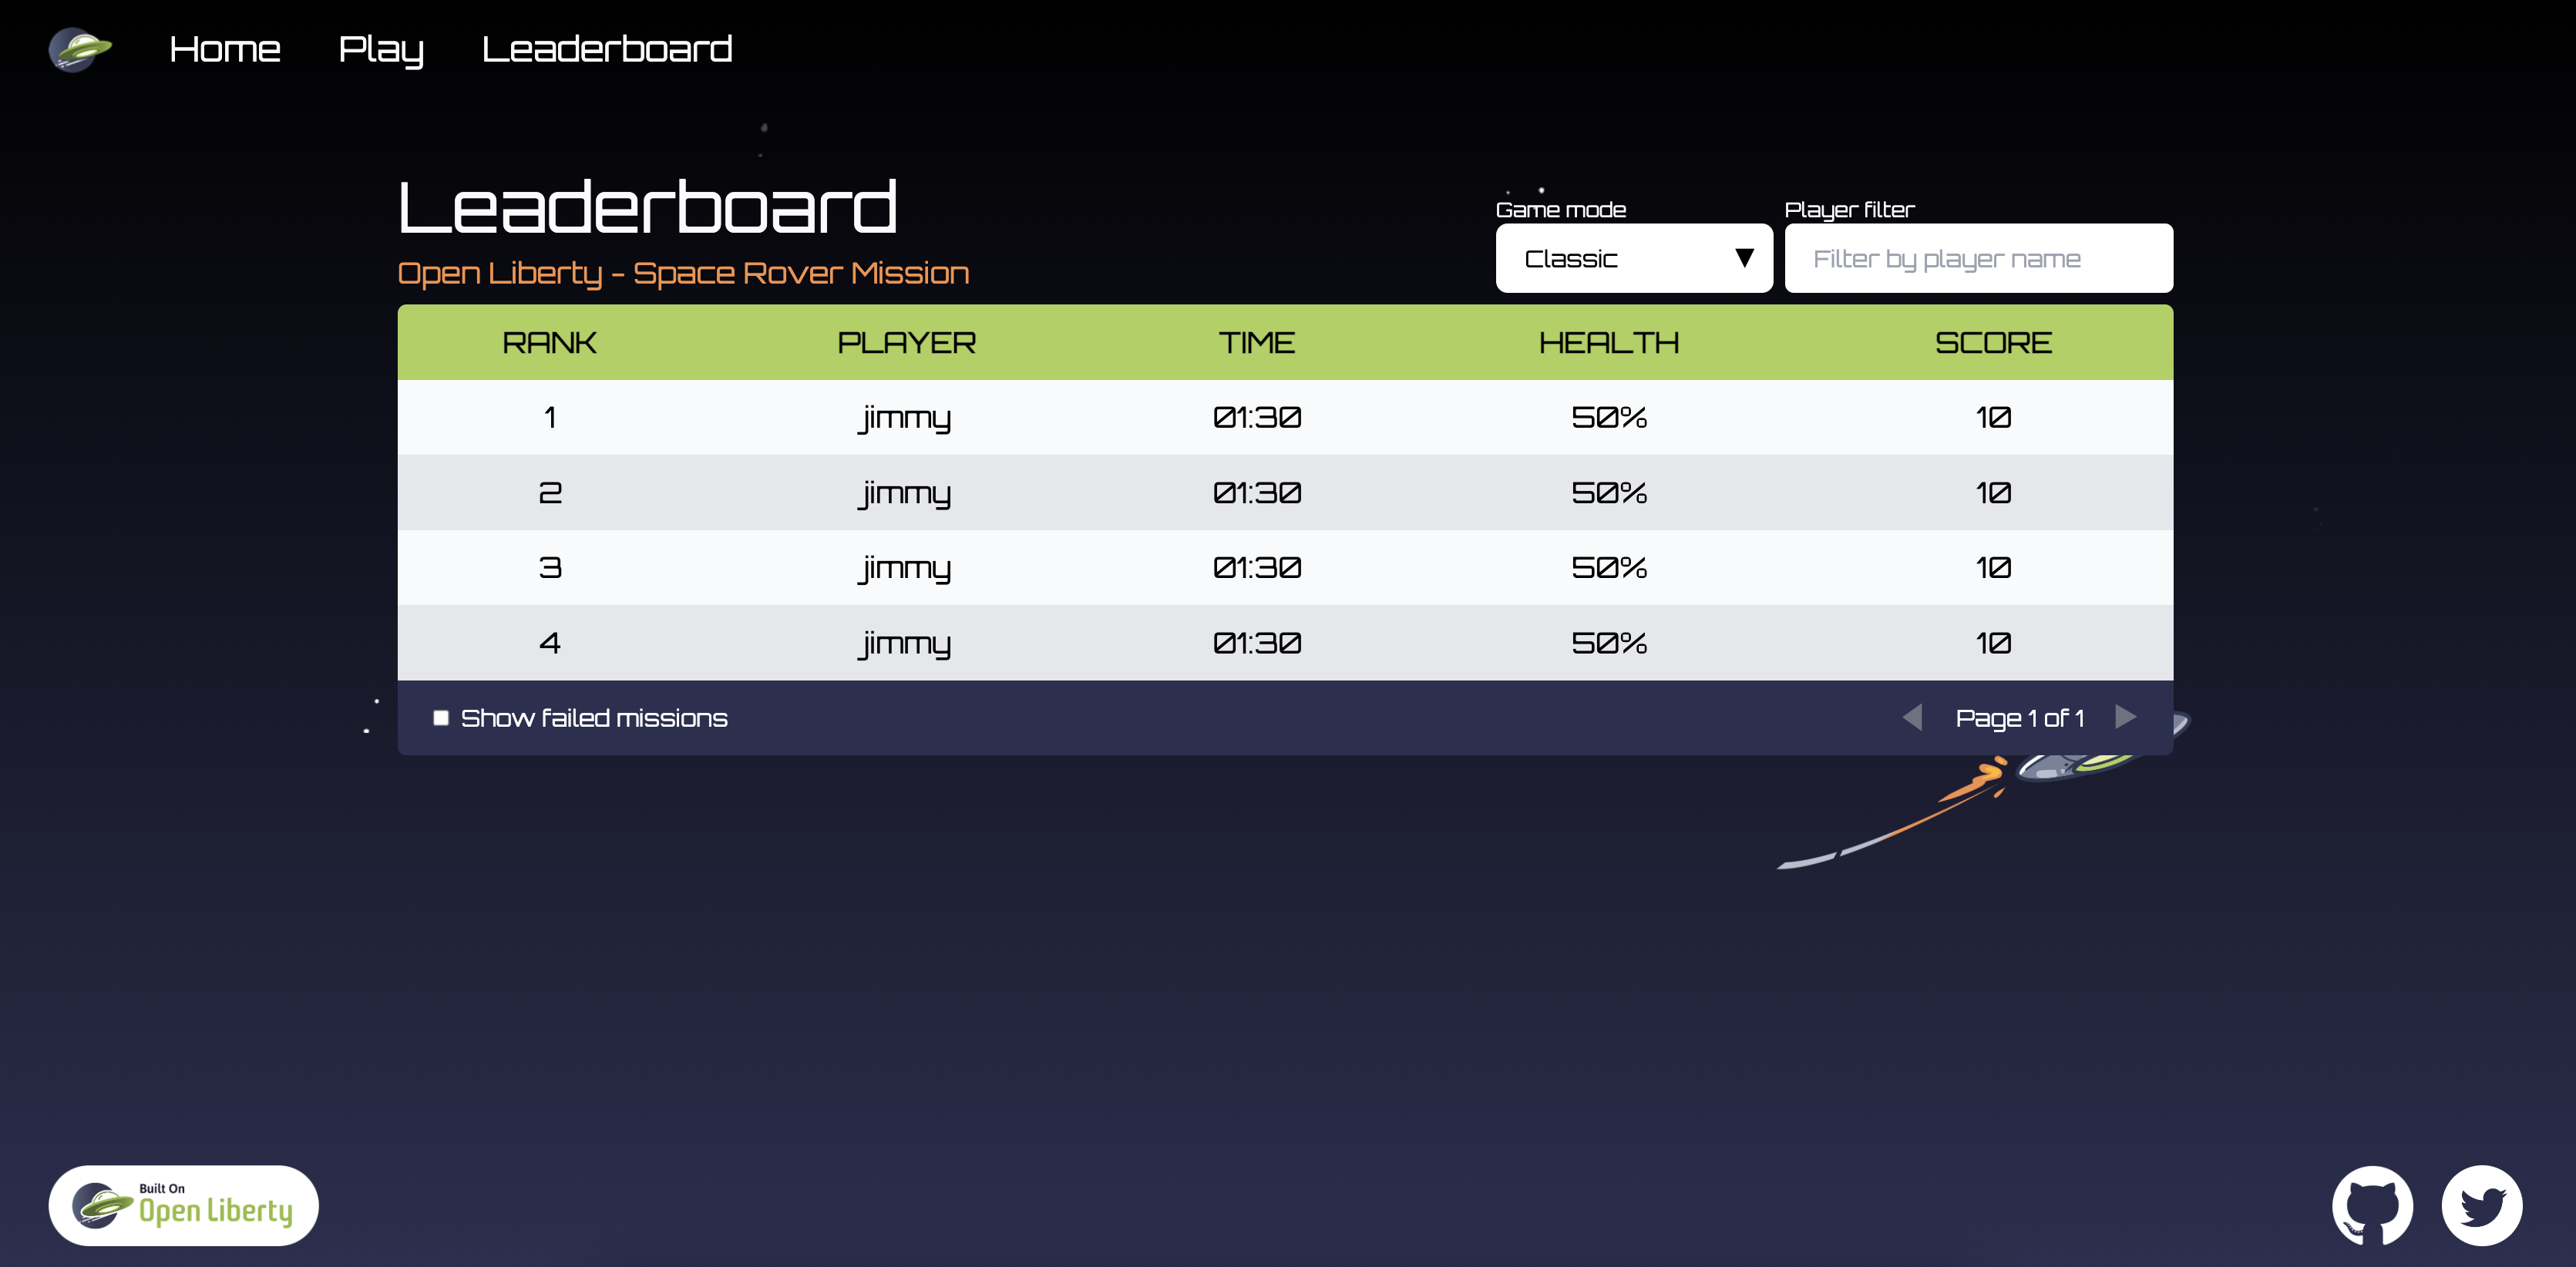 Home Play Leaderboard
Leaderboard
Open Liberty - Space Rover Mission
Game mode
Classic
Player filter
Filter by player name
RANK PLAYER TIME HEALTH SCORE
1 jimmy 01:30 50% 10
2 jimmy 01:30 50% 10
3 jimmy 01:30 50% 10
4 jimmy 01:30 50% 10
Show failed missions
Page 1 of 1
Built On
Open Liberty